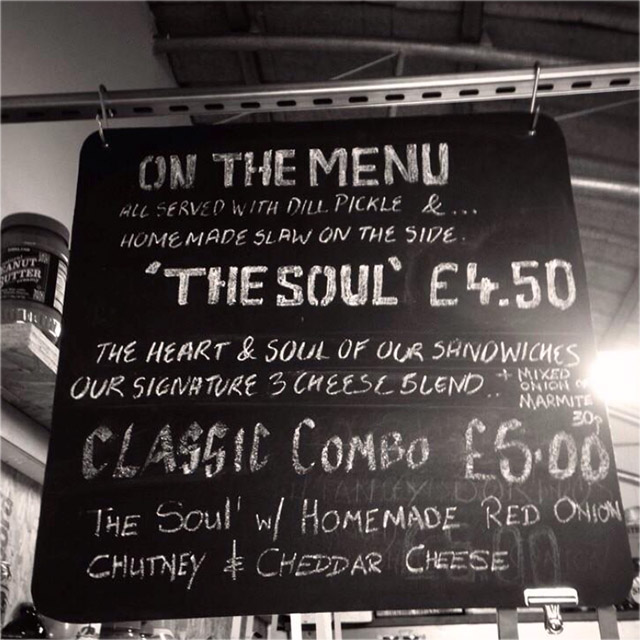 ON THE MENU
ALL SERVED WITH DILL PICKLE & ...
HOMEMADE SLAW ON THE SIDE.
'THE SOUL' £4.50
THE HEART & SOUL OF OUR SANDWICHES
OUR SIGNATURE 3 CHEESE BLEND..
+ MIXED
ONION OR
MARMITE
30p
CLASSIC COMBO £5.00
'THE SOUL' W/ HOMEMADE RED ONION
CHUTNEY & CHEDDAR CHEESE
PEANUT
BUTTER